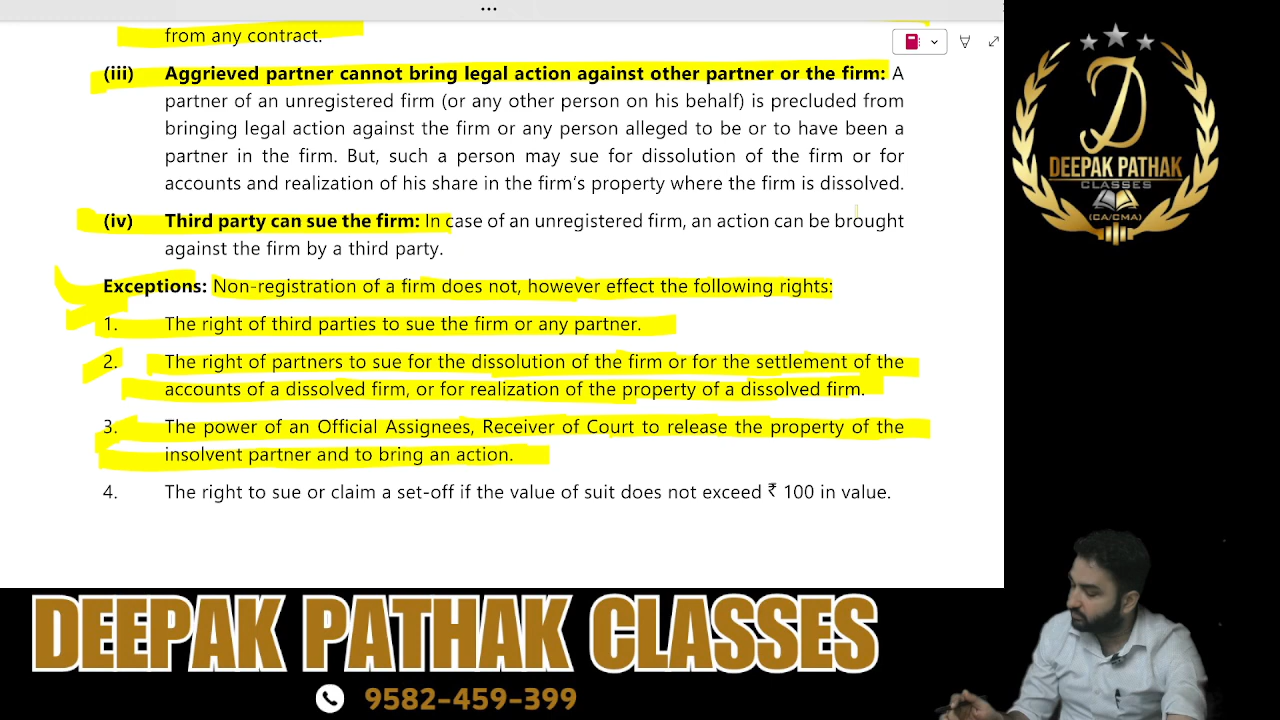 from any contract.
(iii) Aggrieved partner cannot bring legal action against other partner or the firm: A
partner of an unregistered firm (or any other person on his behalf) is precluded from
bringing legal action against the firm or any person alleged to be or to have been a
partner in the firm. But, such a person may sue for dissolution of the firm or for
accounts and realization of his share in the firm's property where the firm is dissolved.
(iv) Third party can sue the firm: In case of an unregistered firm, an action can be brought
against the firm by a third party.
Exceptions: Non-registration of a firm does not, however effect the following rights:
1. The right of third parties to sue the firm or any partner.
2. The right of partners to sue for the dissolution of the firm or for the settlement of the
accounts of a dissolved firm, or for realization of the property of a dissolved firm.
3. The power of an Official Assignees, Receiver of Court to release the property of the
insolvent partner and to bring an action.
4. The right to sue or claim a set-off if the value of suit does not exceed ₹ 100 in value.
D
DEEPAK PATHAK
CLASSES
(CA/CMA)
DEEPAK PATHAK CLASSES
9582-459-399